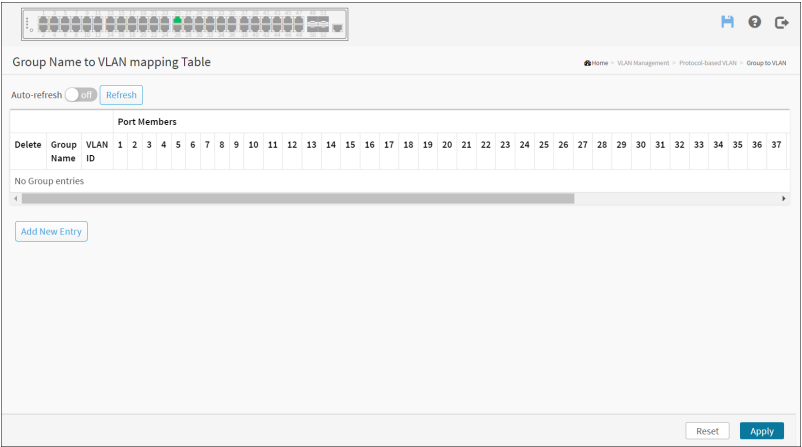 Group Name to VLAN mapping Table
Home > VLAN Management > Protocol-based VLAN > Group to VLAN
Auto-refresh off Refresh
Port Members
Delete Group Name VLAN ID 1 2 3 4 5 6 7 8 9 10 11 12 13 14 15 16 17 18 19 20 21 22 23 24 25 26 27 28 29 30 31 32 33 34 35 36 37
No Group entries
Add New Entry
Reset Apply